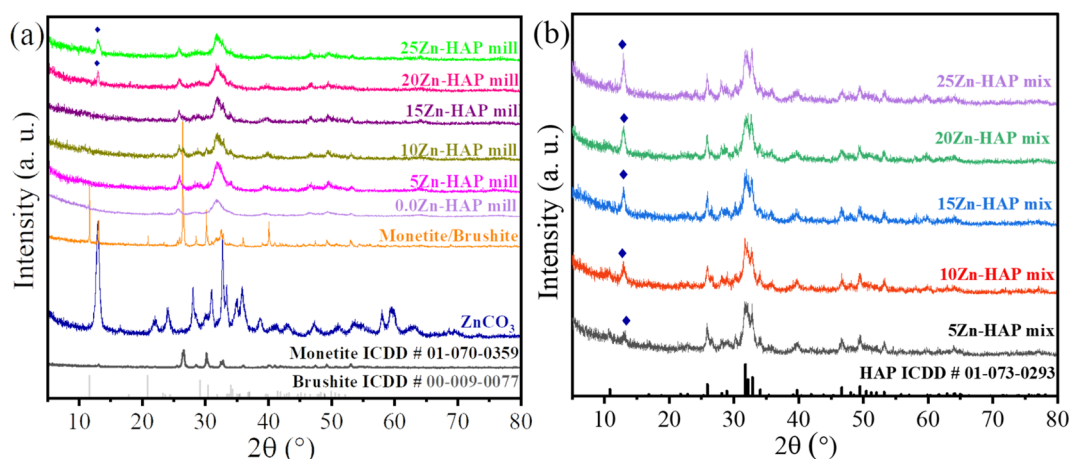 (a)
25Zn-HAP mill
20Zn-HAP mill
15Zn-HAP mill
10Zn-HAP mill
5Zn-HAP mill
0.0Zn-HAP mill
Monetite/Brushite
ZnCO3
Monetite ICDD # 01-070-0359
Brushite ICDD # 00-009-0077
Intensity (a. u.)
10 20 30 40 50 60 70 80
2θ (°)
(b)
25Zn-HAP mix
20Zn-HAP mix
15Zn-HAP mix
10Zn-HAP mix
5Zn-HAP mix
HAP ICDD # 01-073-0293
Intensity (a. u.)
10 20 30 40 50 60 70 80
2θ (°)